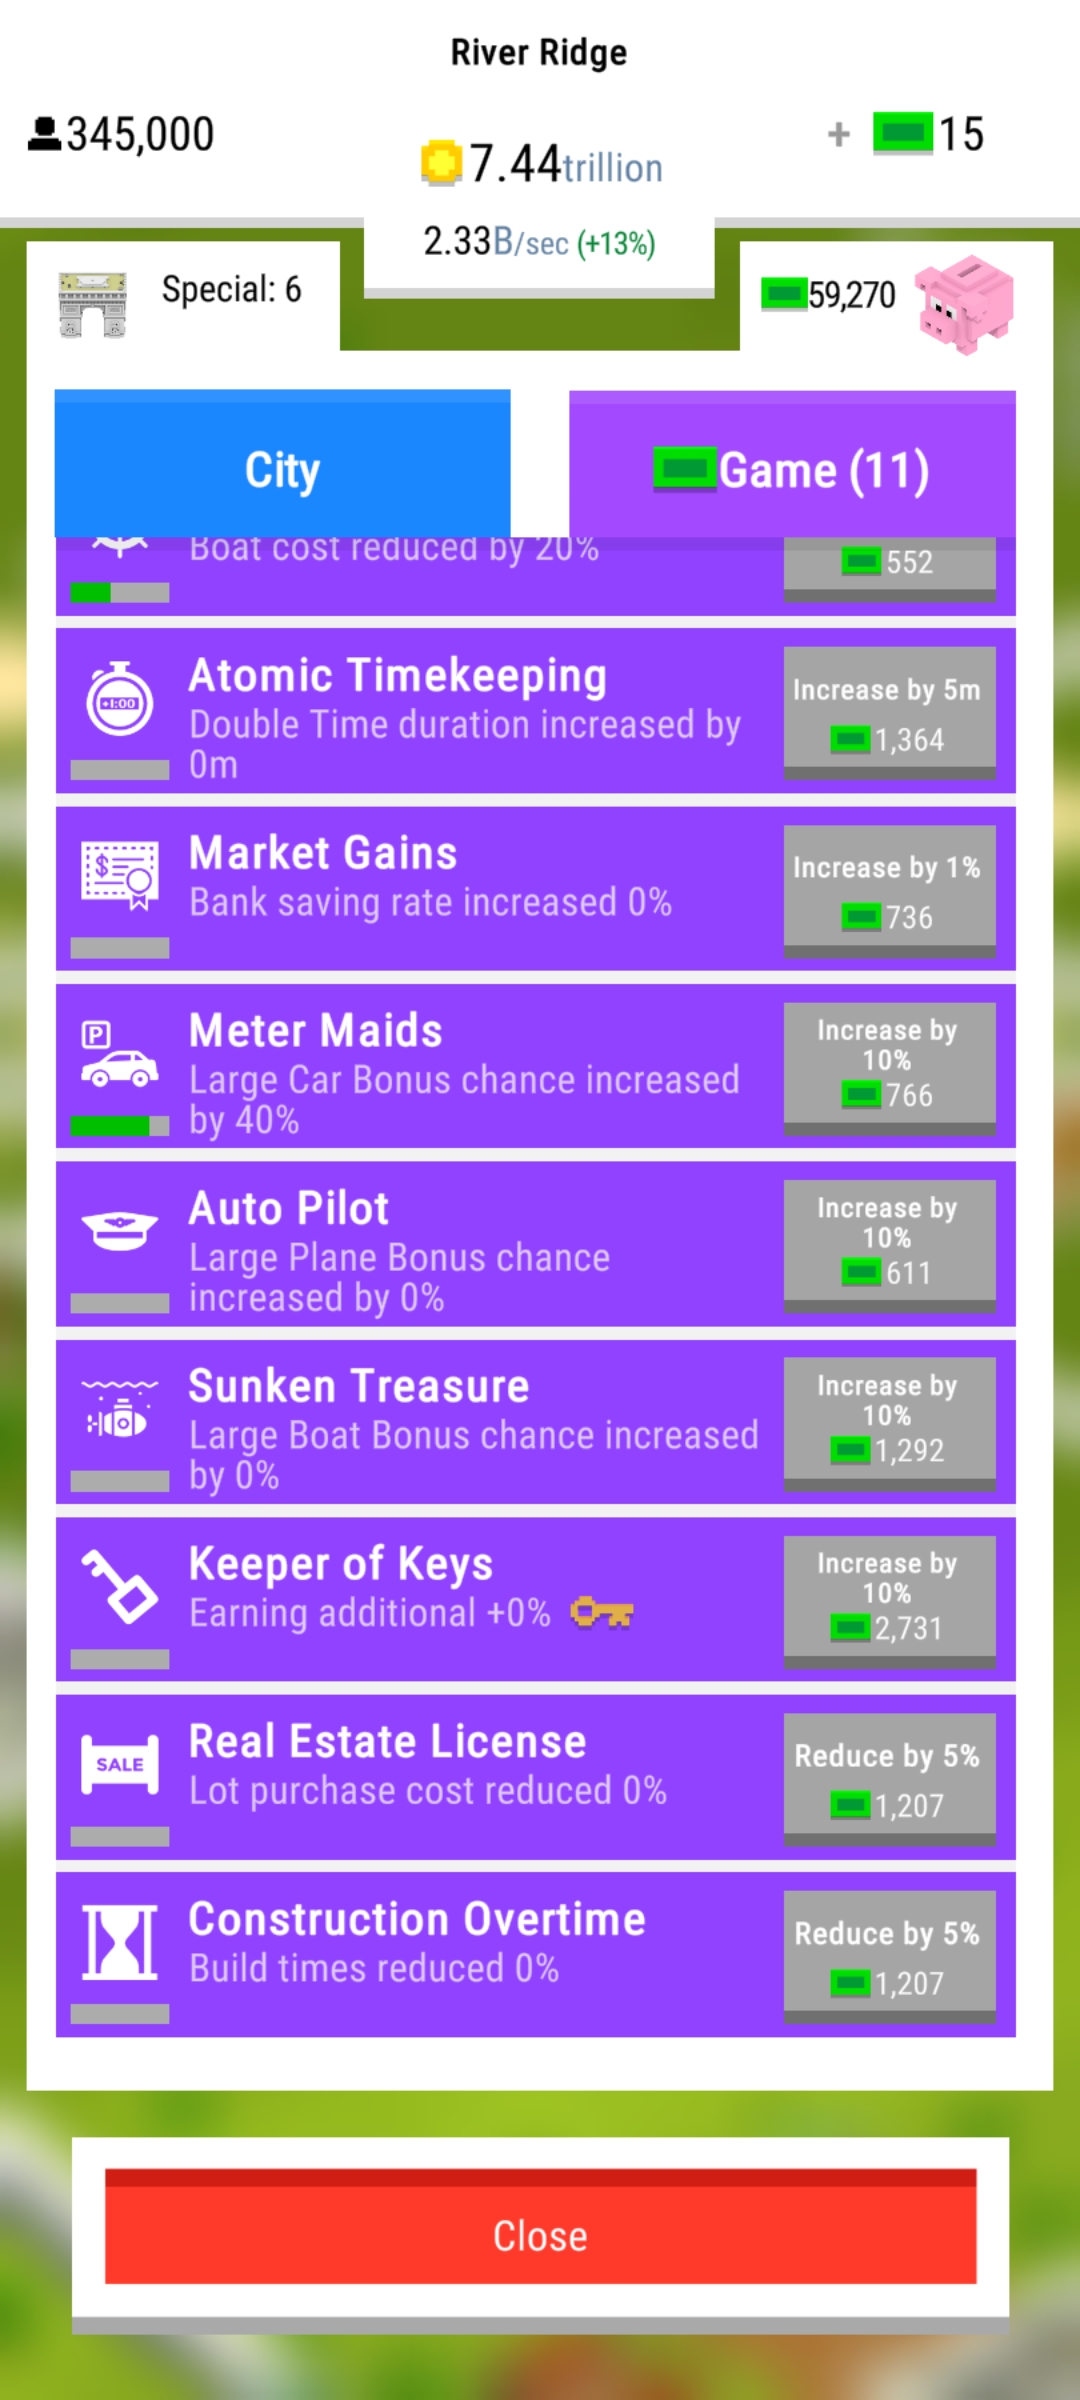 River Ridge
345,000
7.44trillion
+ 15
2.33B/sec (+13%)
Special: 6
59,270
City
Game (11)
Boat cost reduced by 20%
552
Atomic Timekeeping
Double Time duration increased by
0m
Increase by 5m
1,364
Market Gains
Bank saving rate increased 0%
Increase by 1%
736
Meter Maids
Large Car Bonus chance increased
by 40%
Increase by
10%
766
Auto Pilot
Large Plane Bonus chance
increased by 0%
Increase by
10%
611
Sunken Treasure
Large Boat Bonus chance increased
by 0%
Increase by
10%
1,292
Keeper of Keys
Earning additional +0%
Increase by
10%
2,731
SALE
Real Estate License
Lot purchase cost reduced 0%
Reduce by 5%
1,207
Construction Overtime
Build times reduced 0%
Reduce by 5%
1,207
Close